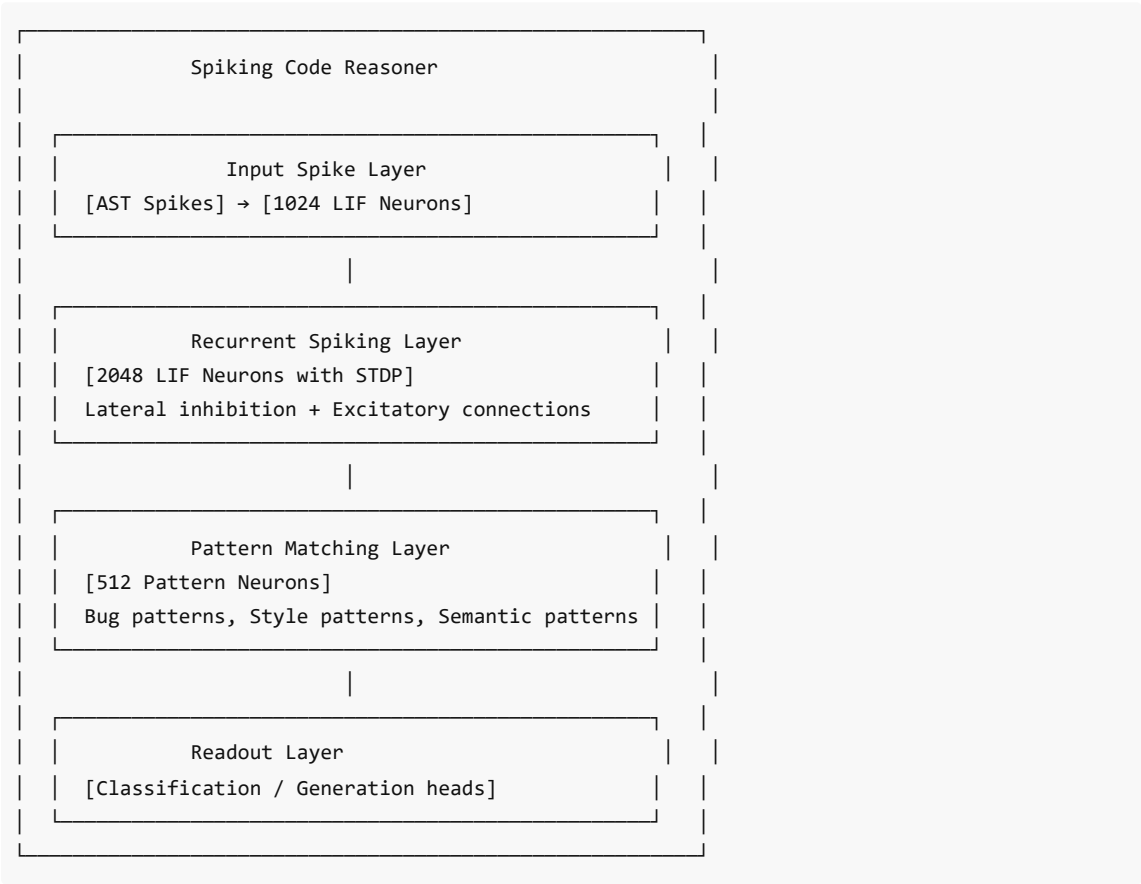 Spiking Code Reasoner
Input Spike Layer
[AST Spikes] → [1024 LIF Neurons]
Recurrent Spiking Layer
[2048 LIF Neurons with STDP]
Lateral inhibition + Excitatory connections
Pattern Matching Layer
[512 Pattern Neurons]
Bug patterns, Style patterns, Semantic patterns
Readout Layer
[Classification / Generation heads]